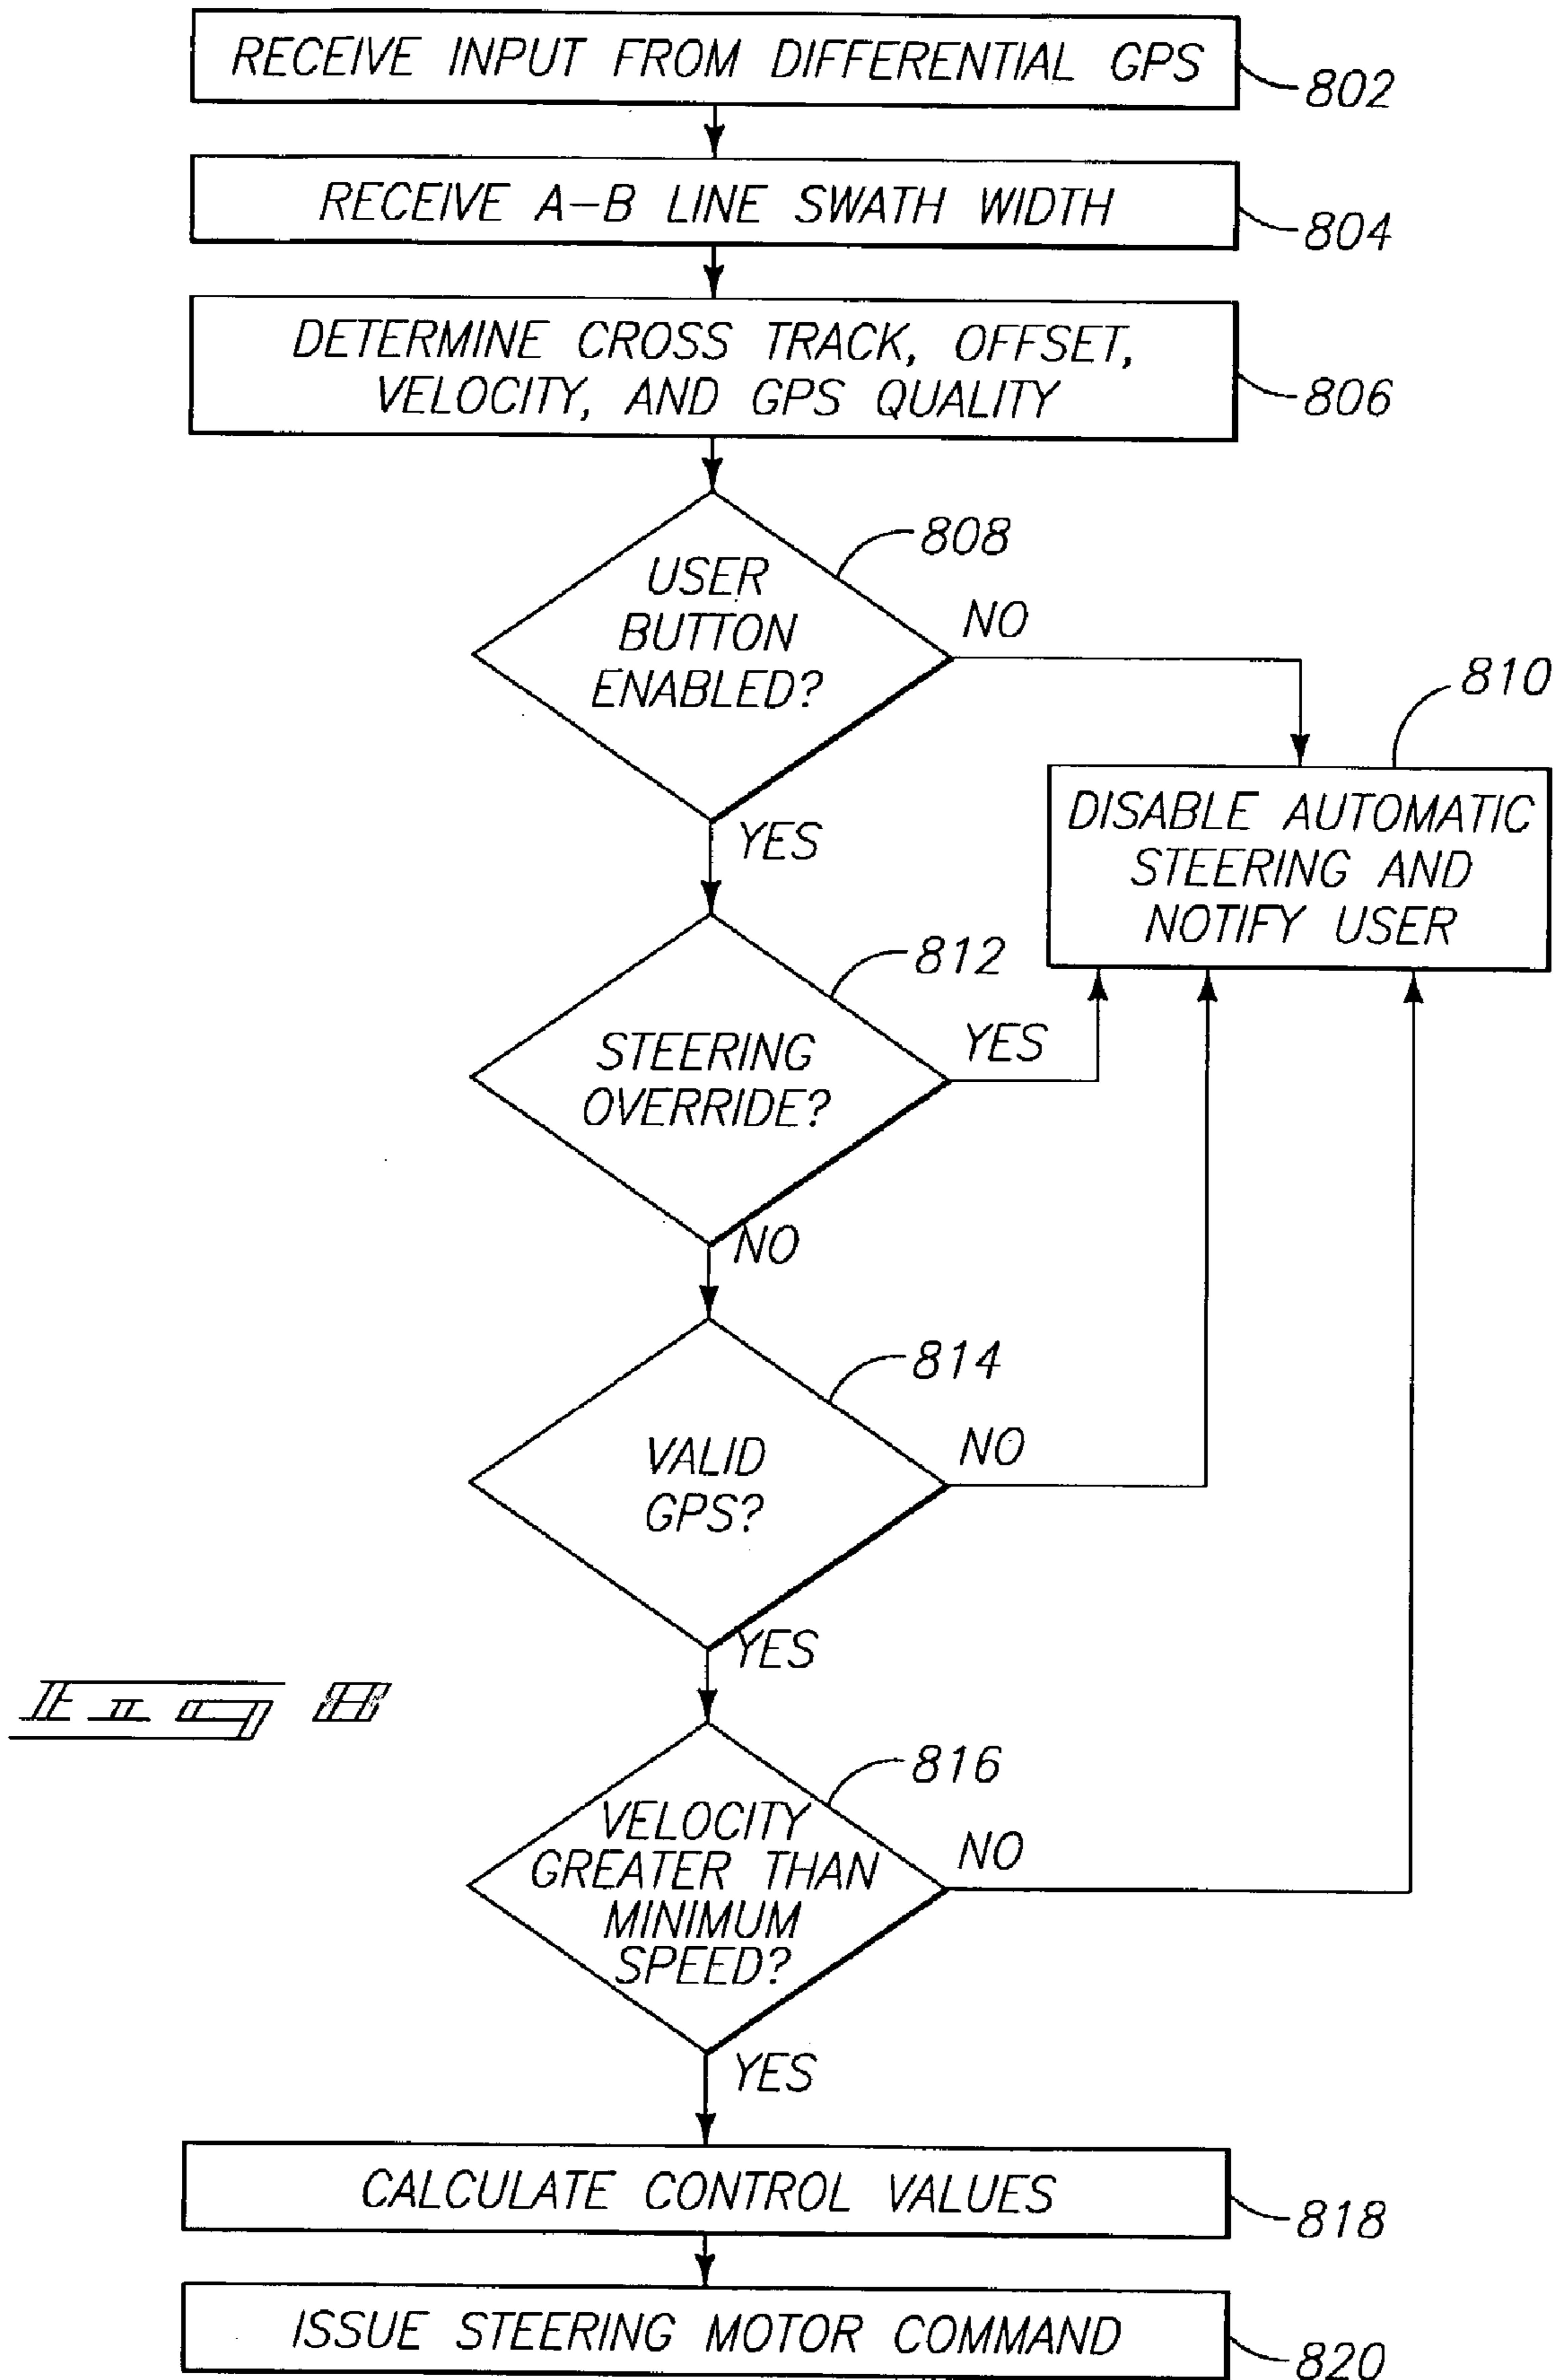 RECEIVE INPUT FROM DIFFERENTIAL GPS
802
RECEIVE A-B LINE SWATH WIDTH
804
DETERMINE CROSS TRACK, OFFSET,
VELOCITY, AND GPS QUALITY
806
808
USER
BUTTON
ENABLED?
NO
YES
810
DISABLE AUTOMATIC
STEERING AND
NOTIFY USER
812
STEERING
OVERRIDE?
YES
NO
814
VALID
GPS?
NO
YES
Fig 8
816
VELOCITY
GREATER THAN
MINIMUM
SPEED?
NO
YES
CALCULATE CONTROL VALUES
818
ISSUE STEERING MOTOR COMMAND
820